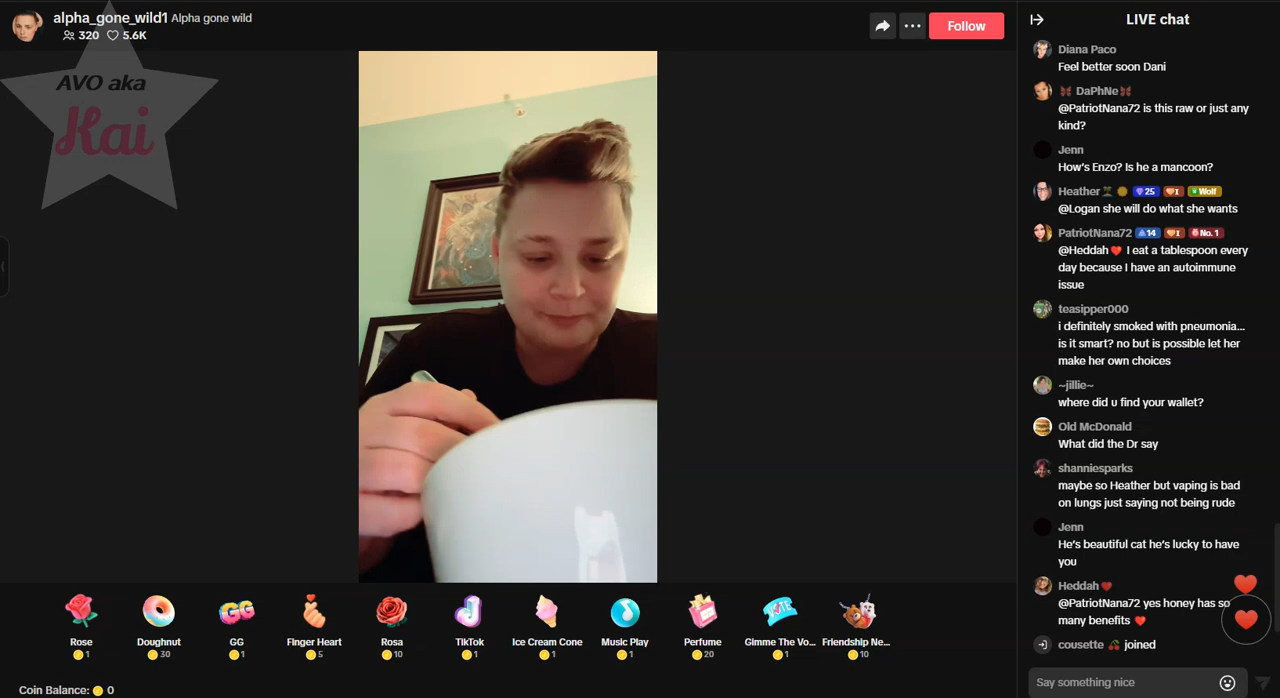 alpha_gone_wild1 Alpha gone wild
320 5.6K
Follow
AVO aka
Kai
LIVE chat
Diana Paco
Feel better soon Dani
DaPhNe
@PatriotNana72 is this raw or just any
kind?
Jenn
How's Enzo? Is he a mancoon?
Heather 25 I Wolf
@Logan she will do what she wants
PatriotNana72 14 I No. 1
@Heddah❤️ I eat a tablespoon every
day because I have an autoimmune
issue
teasipper000
i definitely smoked with pneumonia...
is it smart? no but is possible let her
make her own choices
~jillie~
where did u find your wallet?
Old McDonald
What did the Dr say
shanniesparks
maybe so Heather but vaping is bad
on lungs just saying not being rude
Jenn
He's beautiful cat he's lucky to have
you
Heddah❤️
@PatriotNana72 yes honey has so
many benefits ❤️
cousette 🍒 joined
Say something nice
GG
VOTE
Rose Doughnut GG Finger Heart Rosa TikTok Ice Cream Cone Music Play Perfume Gimme The Vo... Friendship Ne...
1 30 1 5 10 1 1 1 20 1 10
Coin Balance: 0